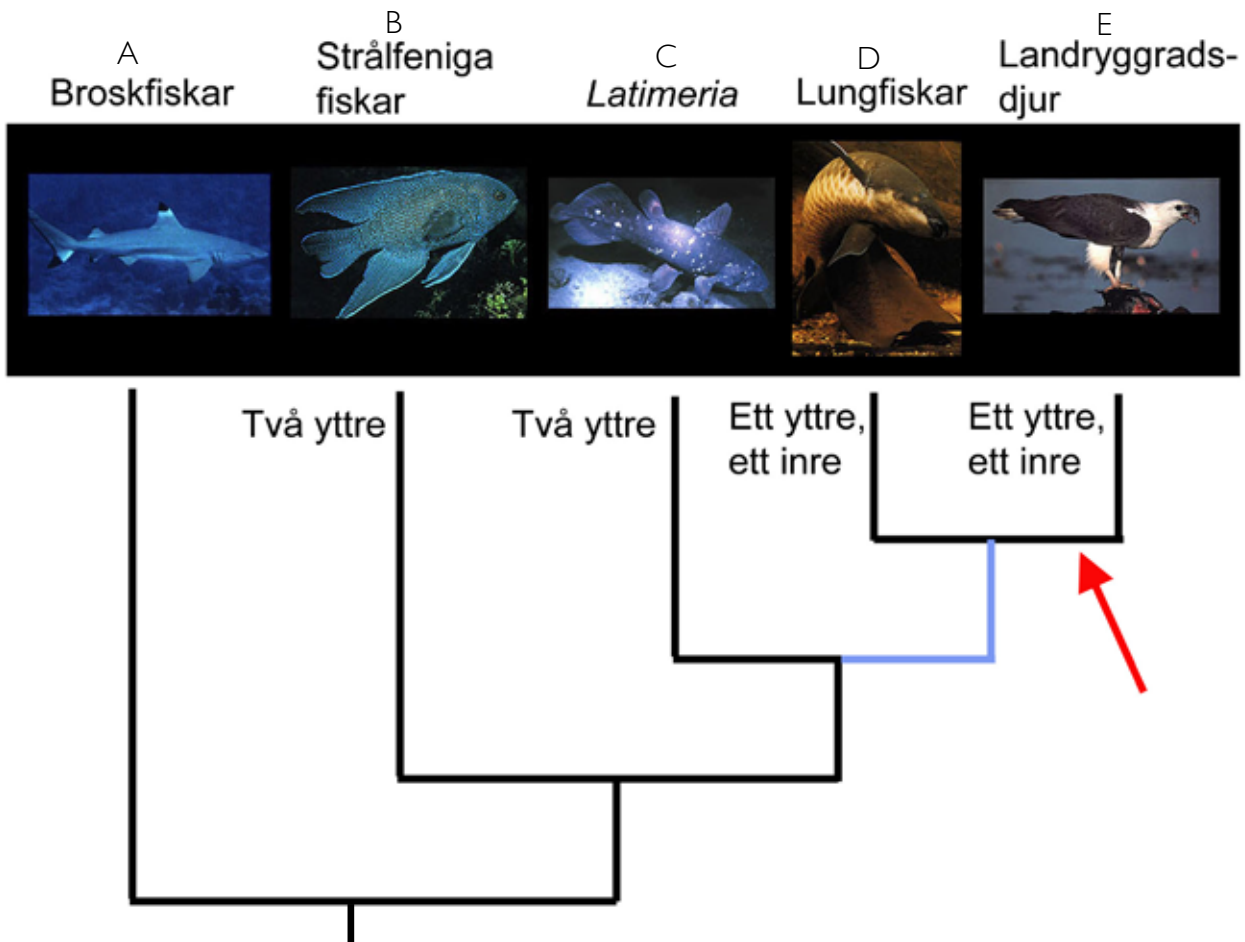 A
Broskfiskar
B
Strålfeniga
fiskar
C
Latimeria
D
Lungfiskar
E
Landryggrads-
djur
Två yttre
Två yttre
Ett yttre,
ett inre
Ett yttre,
ett inre